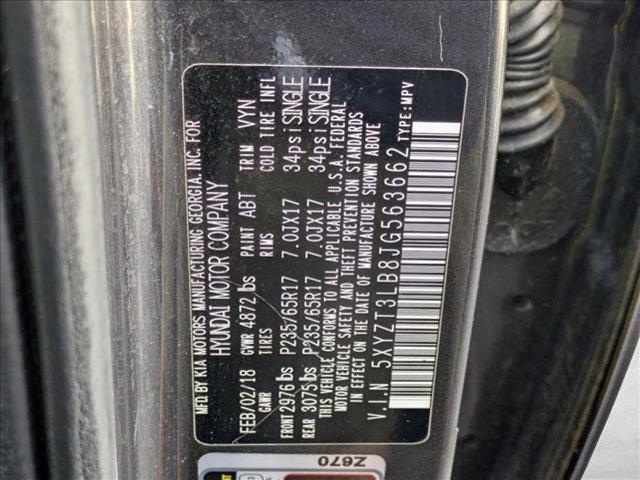 MFD.BY KIA MOTORS MANUFACTURING GEORGIA, INC. FOR
HYUNDAI MOTOR COMPANY
FEB/02/18 GVWR 4872 lbs PAINT ABT TRIM VYN
GAWR RIMS COLD TIRE INFL
FRONT 2976 lbs P235/65R17 7.0JX17 34psi SINGLE
REAR 3075 lbs P235/65R17 7.0JX17 34psi SINGLE
THIS VEHICLE CONFORMS TO ALL APPLICABLE U.S.A. FEDERAL
MOTOR VEHICLE SAFETY AND THEFT PREVENTION STANDARDS
IN EFFECT ON THE DATE OF MANUFACTURE SHOWN ABOVE
V.I.N 5XYZT3LB8JG563662 TYPE:MPV
Z670